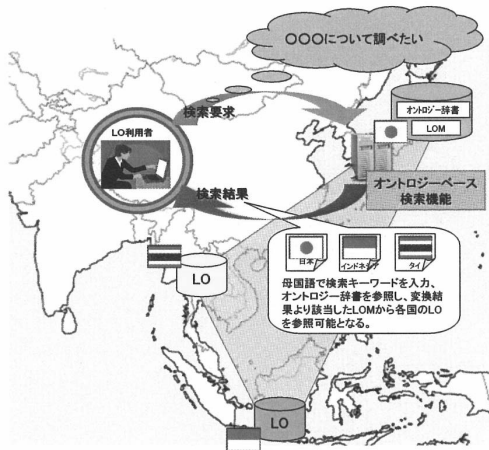 〇〇〇について調べたい
オントロジー辞書
LOM
LO利用者
検索要求
検索結果
オントロジーベース
検索機能
日本
インドネシア
タイ
母国語で検索キーワードを入力、
オントロジー辞書を参照し、変換結
果より該当したLOMから各国のLO
を参照可能となる。
LO
LO